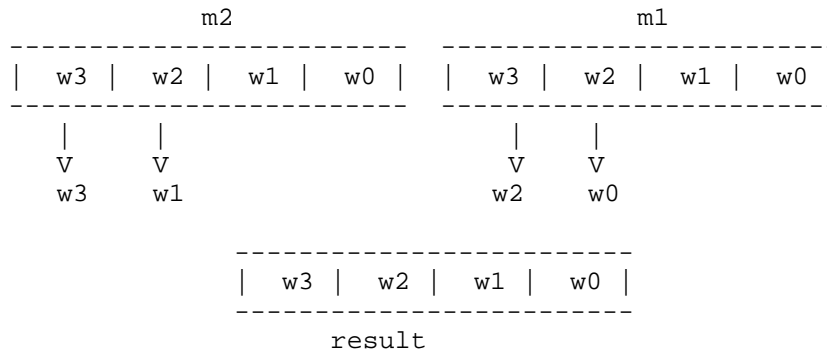 m2 m1
--------------------------- ---------------------------
| w3 | w2 | w1 | w0 | | w3 | w2 | w1 | w0
--------------------------- ---------------------------
| | | |
V V V V
w3 w1 w2 w0
---------------------------
| w3 | w2 | w1 | w0 |
---------------------------
result